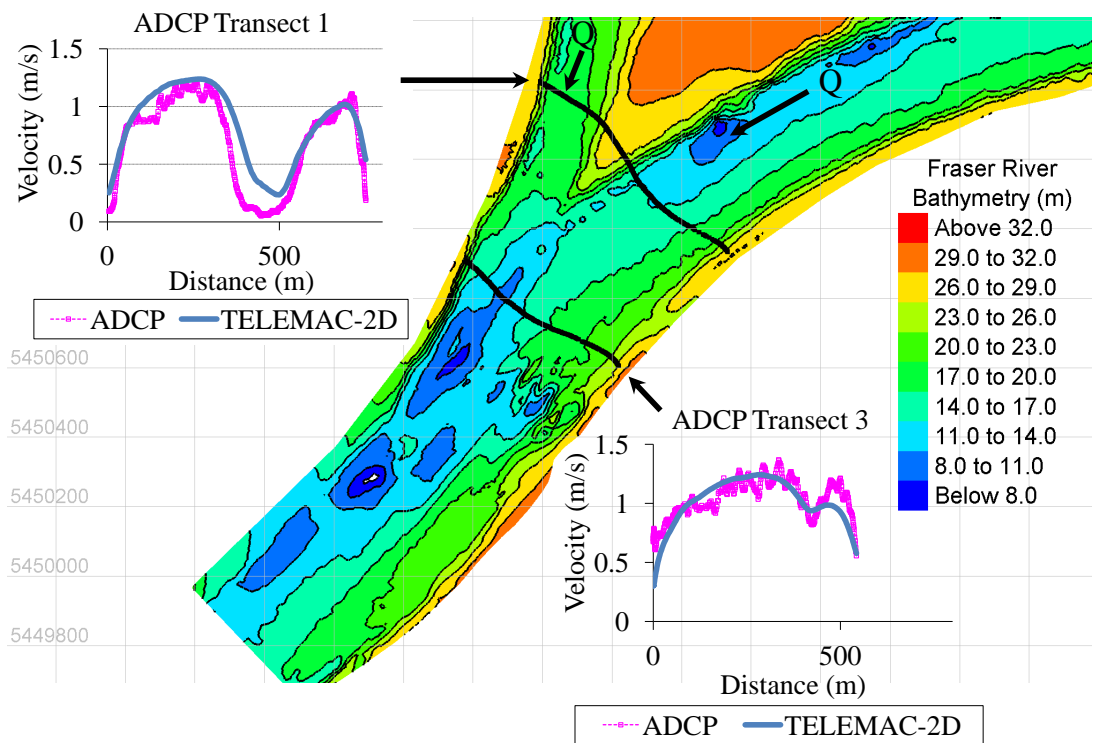 ADCP Transect 1
Velocity (m/s)
1.5
1
0.5
0
0
500
Distance (m)
ADCP
TELEMAC-2D
Q
Q
Fraser River
Bathymetry (m)
Above 32.0
29.0 to 32.0
26.0 to 29.0
23.0 to 26.0
20.0 to 23.0
17.0 to 20.0
14.0 to 17.0
11.0 to 14.0
8.0 to 11.0
Below 8.0
5450600
5450400
5450200
5450000
5449800
ADCP Transect 3
Velocity (m/s)
1.5
1
0.5
0
0
500
Distance (m)
ADCP
TELEMAC-2D